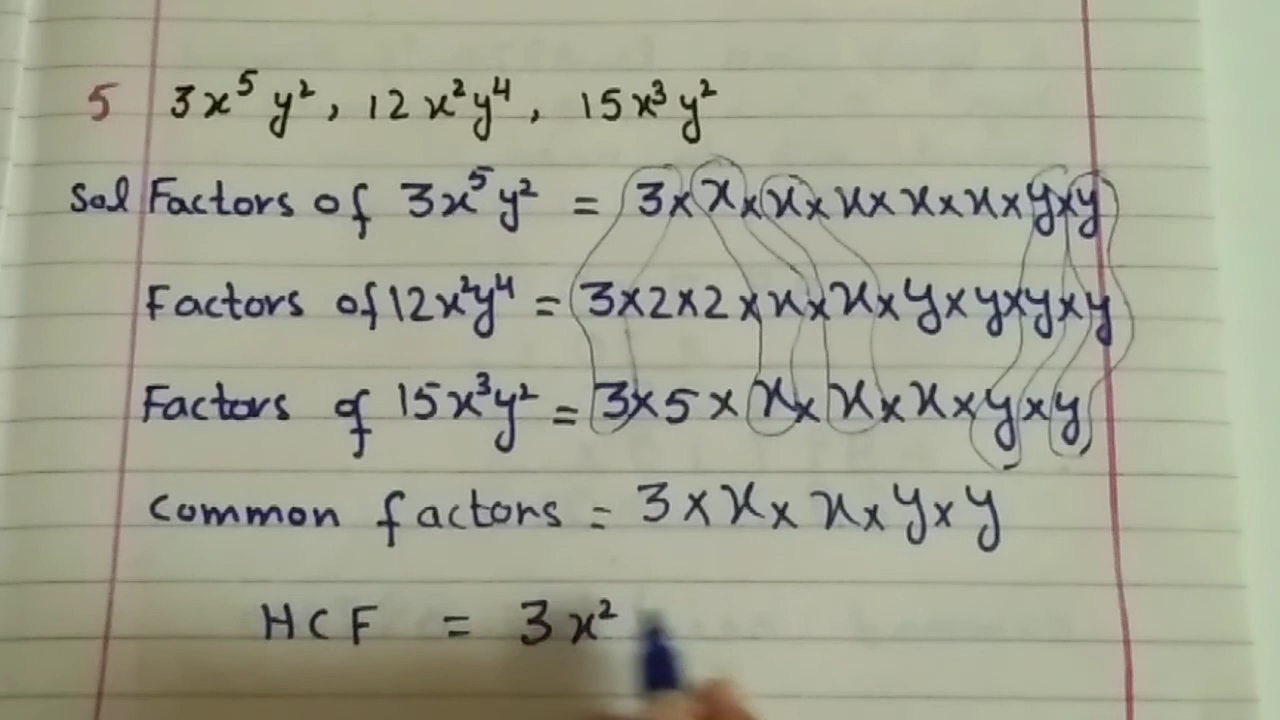 5 3x⁵y², 12x²y⁴, 15x³y²
Sol Factors of 3x⁵y² = 3×x×x×x×x×x×y×y
Factors of 12x²y⁴ = 3×2×2×x×x×y×y×y×y
Factors of 15x³y² = 3×5×x×x×x×y×y
Common factors = 3×x×x×y×y
HCF = 3x²